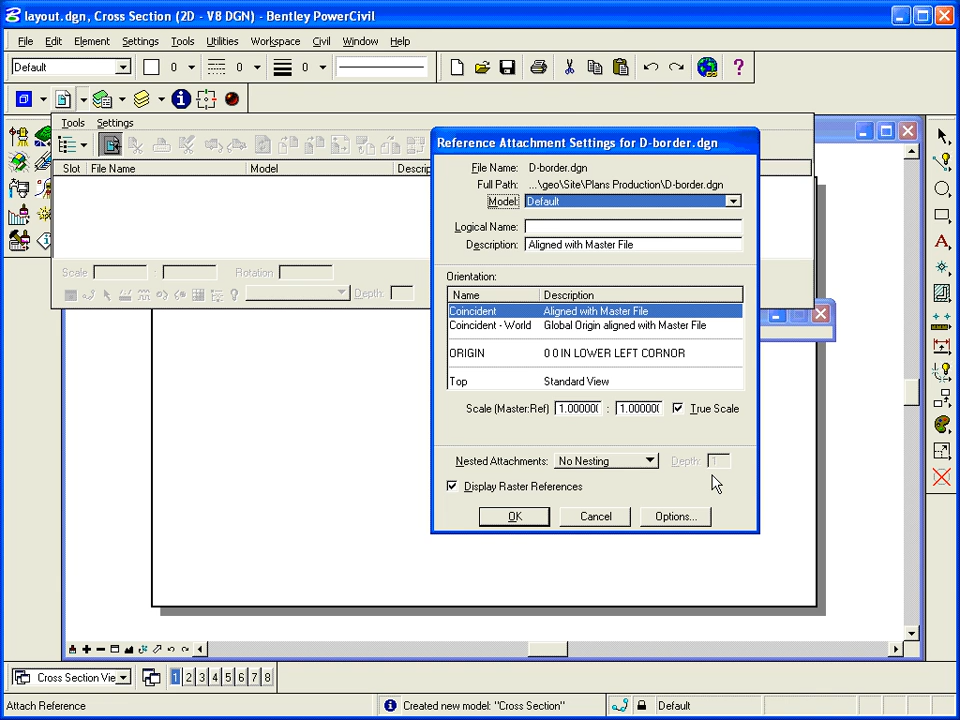 layout.dgn, Cross Section (2D - V8 DGN) - Bentley PowerCivil
File Edit Element Settings Tools Utilities Workspace Civil Window Help
Default 0 0 0
Tools Settings
Slot File Name Model Descrip
Scale : Rotation
Depth:
Reference Attachment Settings for D-border.dgn
File Name: D-border.dgn
Full Path: ...\geo\Site\Plans Production\D-border.dgn
Model: Default
Logical Name:
Description: Aligned with Master File
Orientation:
Name Description
Coincident Aligned with Master File
Coincident - World Global Origin aligned with Master File
ORIGIN 0 0 IN LOWER LEFT CORNOR
Top Standard View
Scale (Master:Ref) 1.000000 : 1.000000 True Scale
Nested Attachments: No Nesting Depth: 1
Display Raster References
OK Cancel Options...
Cross Section Vie 1 2 3 4 5 6 7 8
Attach Reference Created new model: "Cross Section" Default